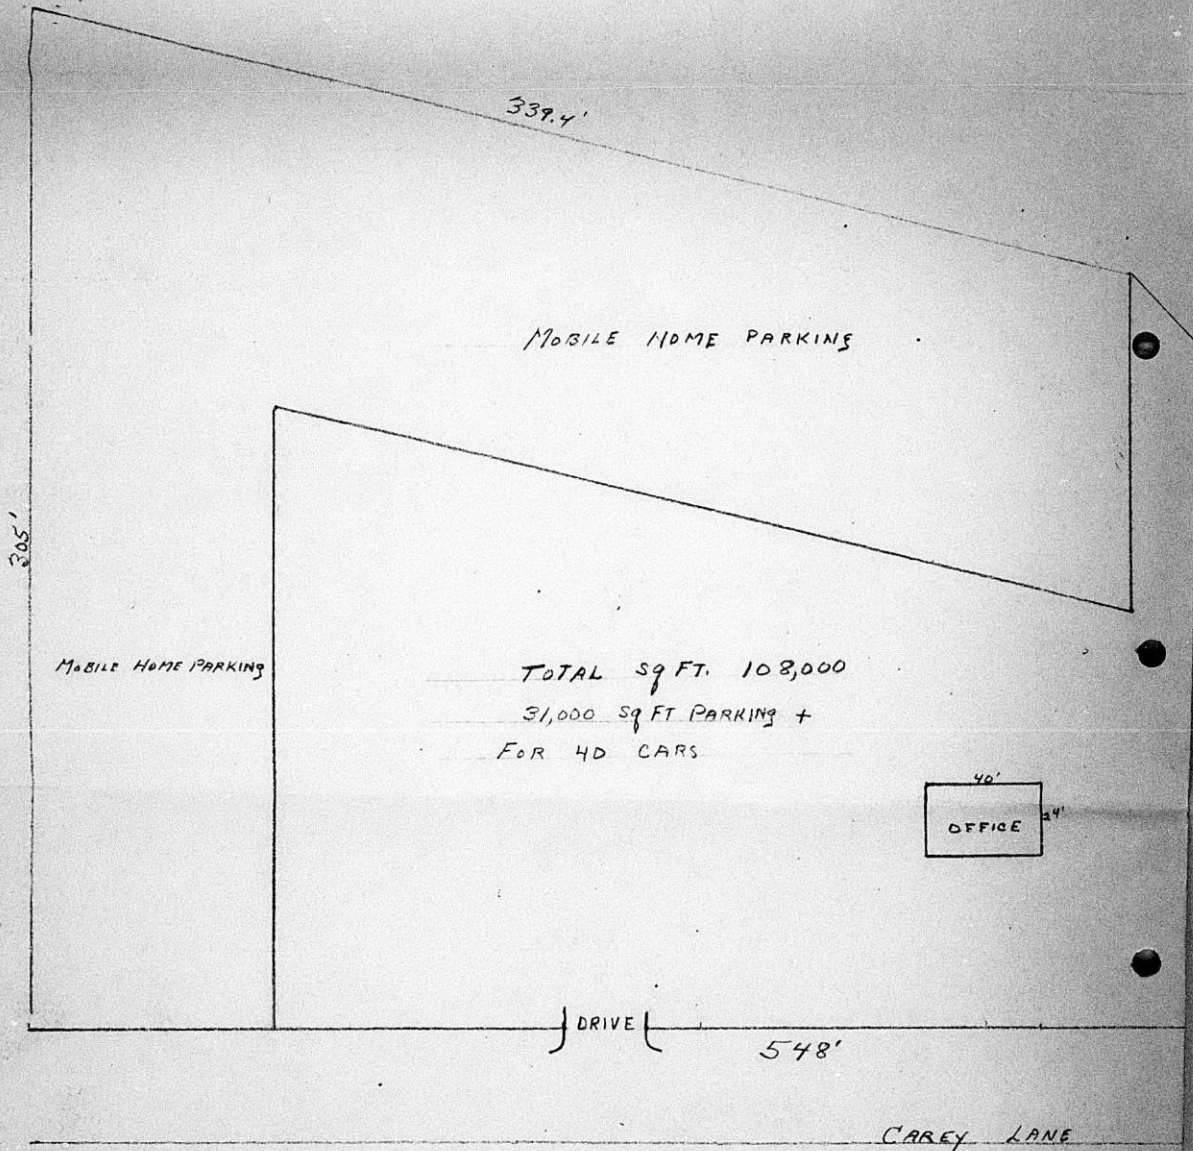 339.4'
MOBILE HOME PARKING
305'
MOBILE HOME PARKING
TOTAL Sq FT. 108,000
31,000 Sq FT PARKING +
FOR 40 CARS
40'
24'
OFFICE
DRIVE
548'
CAREY LANE